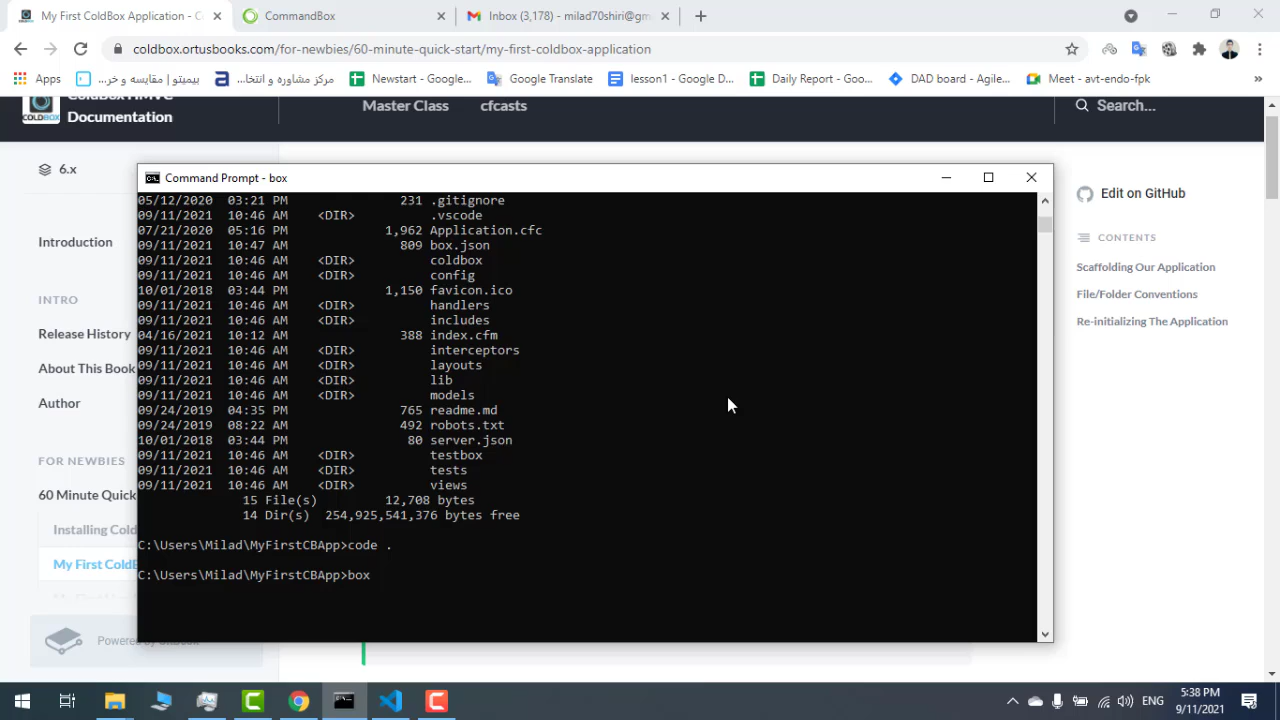 My First ColdBox Application - C
CommandBox
Inbox (3,178) - milad70shiri@gm
coldbox.ortusbooks.com/for-newbies/60-minute-quick-start/my-first-coldbox-application
Apps
بیمیتو | مقایسه و خر...
مرکز مشاوره و انتخا...
Newstart - Google...
Google Translate
lesson1 - Google D...
Daily Report - Goo...
DAD board - Agile...
Meet - avt-endo-fpk
»
ColdBox HMVC
Documentation
COLDBOX
Master Class
cfcasts
Search...
6.x
Introduction
INTRO
Release History
About This Book
Author
FOR NEWBIES
60 Minute Quick
Installing Cold
My First ColdB
Powered by GitBook
Command Prompt - box
05/12/2020 03:21 PM 231 .gitignore
09/11/2021 10:46 AM <DIR> .vscode
07/21/2020 05:16 PM 1,962 Application.cfc
09/11/2021 10:47 AM 809 box.json
09/11/2021 10:46 AM <DIR> coldbox
09/11/2021 10:46 AM <DIR> config
10/01/2018 03:44 PM 1,150 favicon.ico
09/11/2021 10:46 AM <DIR> handlers
09/11/2021 10:46 AM <DIR> includes
04/16/2021 10:12 AM 388 index.cfm
09/11/2021 10:46 AM <DIR> interceptors
09/11/2021 10:46 AM <DIR> layouts
09/11/2021 10:46 AM <DIR> lib
09/11/2021 10:46 AM <DIR> models
09/24/2019 04:35 PM 765 readme.md
09/24/2019 08:22 AM 492 robots.txt
10/01/2018 03:44 PM 80 server.json
09/11/2021 10:46 AM <DIR> testbox
09/11/2021 10:46 AM <DIR> tests
09/11/2021 10:46 AM <DIR> views
15 File(s) 12,708 bytes
14 Dir(s) 254,925,541,376 bytes free
C:\Users\Milad\MyFirstCBApp>code .
C:\Users\Milad\MyFirstCBApp>box
Edit on GitHub
CONTENTS
Scaffolding Our Application
File/Folder Conventions
Re-initializing The Application
ENG
5:38 PM
9/11/2021